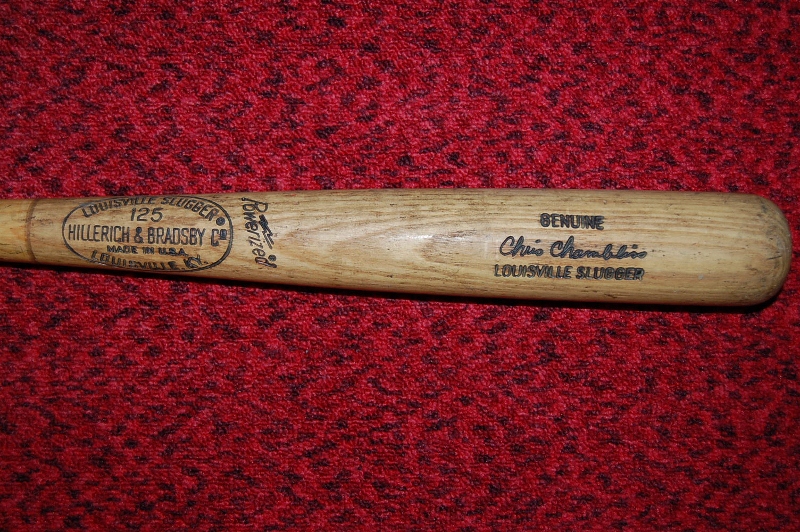 LOUISVILLE SLUGGER®
125
HILLERICH & BRADSBY Cº
MADE IN U.S.A.
LOUISVILLE KY.
Powerized®
GENUINE
Chris Chambliss
LOUISVILLE SLUGGER